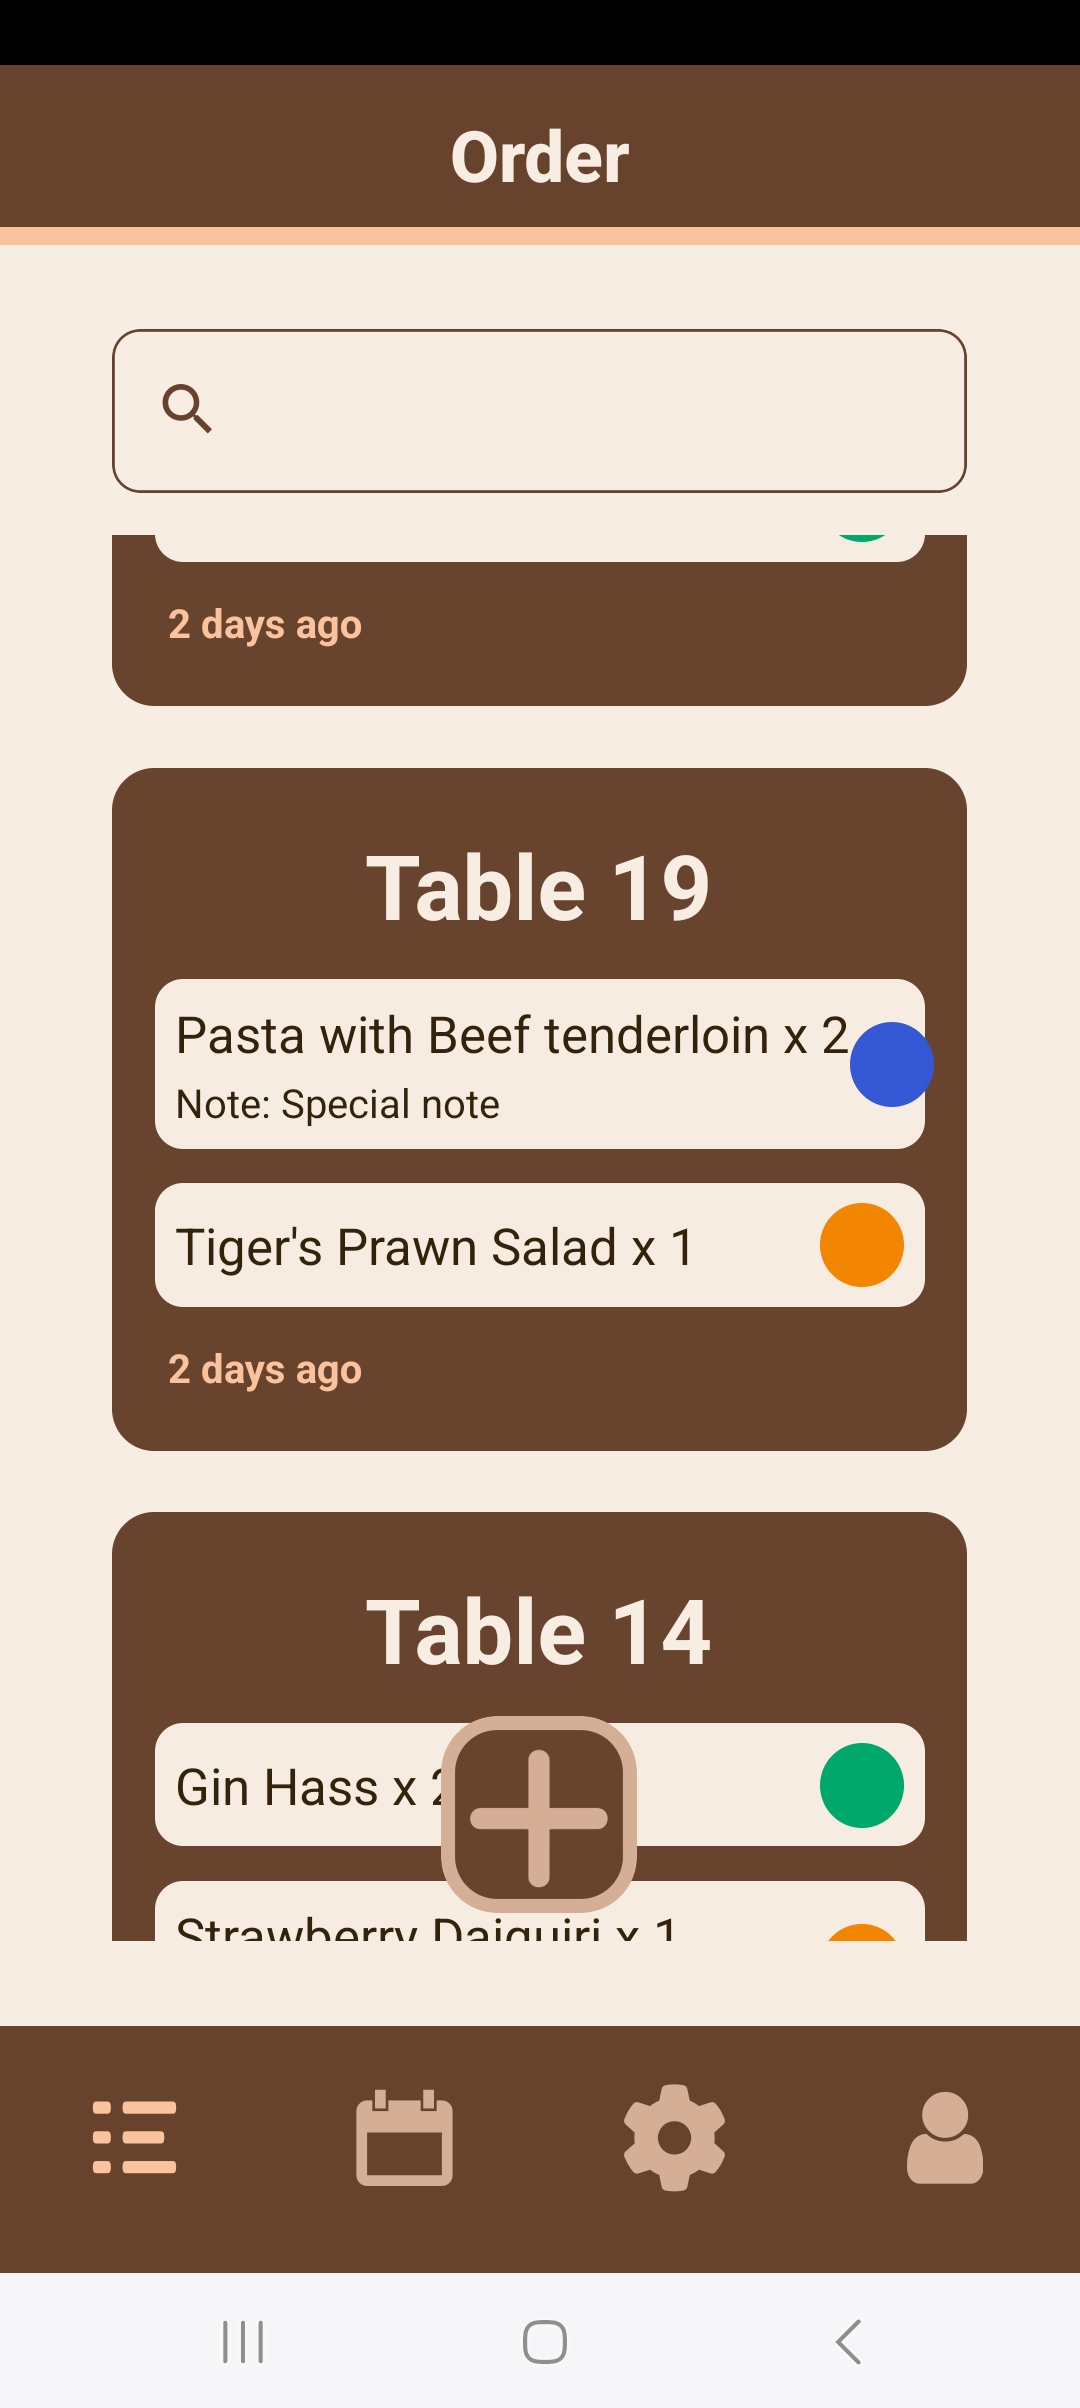 Order
2 days ago
Table 19
Pasta with Beef tenderloin x 2
Note: Special note
Tiger's Prawn Salad x 1
2 days ago
Table 14
Gin Hass x 2
Strawberry Daiquiri x 1